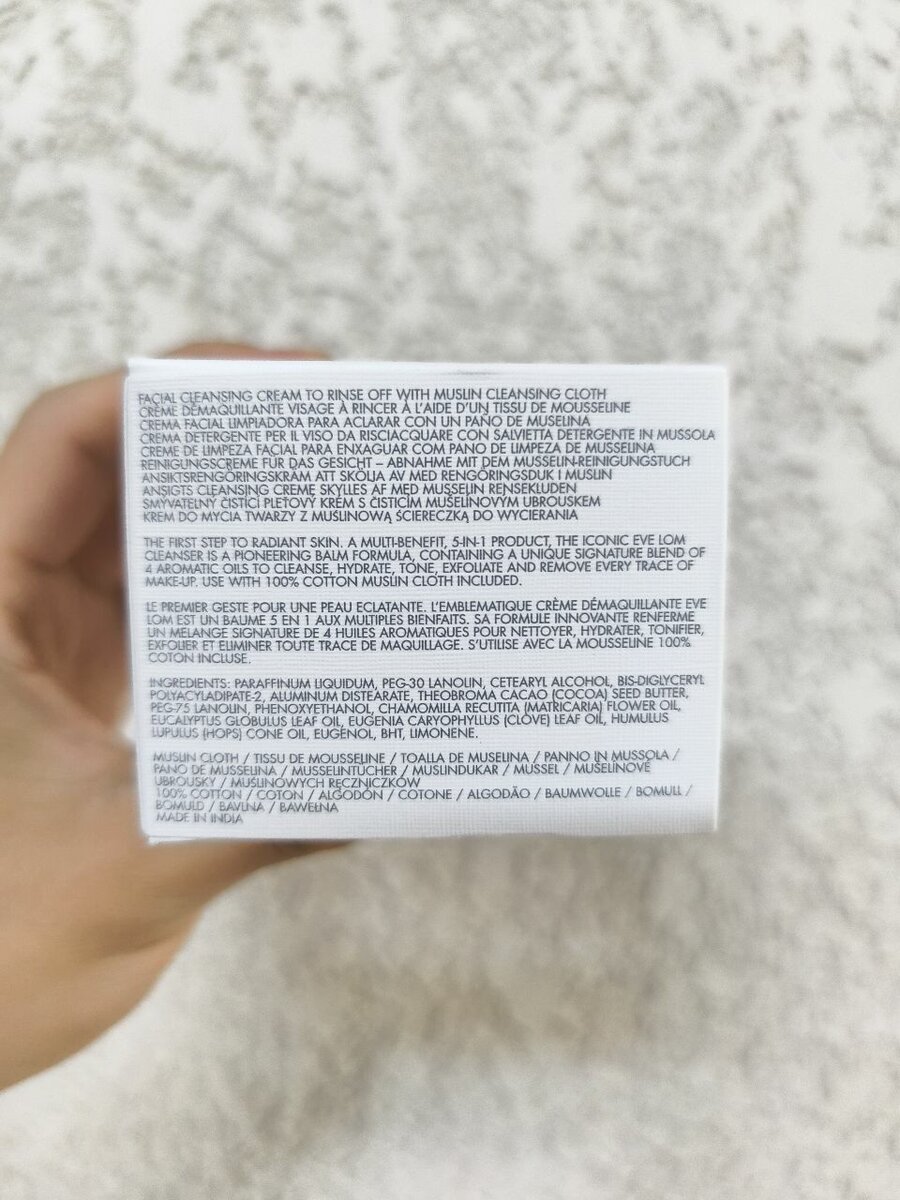 FACIAL CLEANSING CREAM TO RINSE OFF WITH MUSLIN CLEANSING CLOTH
CRÈME DÉMAQUILLANTE VISAGE À RINCER À L'AIDE D'UN TISSU DE MOUSSELINE
CREMA FACIAL LIMPIADORA PARA ACLARAR CON UN PAÑO DE MUSELINA
CREMA DETERGENTE PER IL VISO DA RISCIACQUARE CON SALVIETTA DETERGENTE IN MUSSOLA
CREME DE LIMPEZA FACIAL PARA ENXAGUAR COM PANO DE LIMPEZA DE MUSSELINA
REINIGUNGSCREME FÜR DAS GESICHT – ABNAHME MIT DEM MUSSELIN-REINIGUNGSTUCH
ANSIKTSRENGÖRINGSKRÄM ATT SKÖLJA AV MED RENGÖRINGSDUK I MUSLIN
ANSIGTS CLEANSING CREME SKYLLES AF MED MUSSELIN RENSEKLUDEN
SMÝVATELNÝ ČISTÍCÍ PLEŤOVÝ KRÉM S ČISTICÍM MUŠELÍNOVÝM UBROUSKEM
KREM DO MYCIA TWARZY Z MUŚLINOWĄ ŚCIERECZKĄ DO WYCIERANIA
THE FIRST STEP TO RADIANT SKIN. A MULTI-BENEFIT, 5-IN-1 PRODUCT, THE ICONIC EVE LOM
CLEANSER IS A PIONEERING BALM FORMULA, CONTAINING A UNIQUE SIGNATURE BLEND OF
4 AROMATIC OILS TO CLEANSE, HYDRATE, TONE, EXFOLIATE AND REMOVE EVERY TRACE OF
MAKE-UP. USE WITH 100% COTTON MUSLIN CLOTH INCLUDED.
LE PREMIER GESTE POUR UNE PEAU ECLATANTE. L'EMBLEMATIQUE CRÈME DÉMAQUILLANTE EVE
LOM EST UN BAUME 5 EN 1 AUX MULTIPLES BIENFAITS. SA FORMULE INNOVANTE RENFERME
UN MELANGE SIGNATURE DE 4 HUILES AROMATIQUES POUR NETTOYER, HYDRATER, TONIFIER,
EXFOLIER ET ELIMINER TOUTE TRACE DE MAQUILLAGE. S'UTILISE AVEC LA MOUSSELINE 100%
COTON INCLUSE.
INGREDIENTS: PARAFFINUM LIQUIDUM, PEG-30 LANOLIN, CETEARYL ALCOHOL, BIS-DIGLYCERYL
POLYACYLADIPATE-2, ALUMINUM DISTEARATE, THEOBROMA CACAO (COCOA) SEED BUTTER,
PEG-75 LANOLIN, PHENOXYETHANOL, CHAMOMILLA RECUTITA (MATRICARIA) FLOWER OIL,
EUCALYPTUS GLOBULUS LEAF OIL, EUGENIA CARYOPHYLLUS (CLOVE) LEAF OIL, HUMULUS
LUPULUS (HOPS) CONE OIL, EUGENOL, BHT, LIMONENE.
MUSLIN CLOTH / TISSU DE MOUSSELINE / TOALLA DE MUSELINA / PANNO IN MUSSOLA /
PANO DE MUSSELINA / MUSSELINTÜCHER / MUSLINDUKAR / MUSSEL / MUŠELÍNOVÉ
UBROUSKY / MUŚLINOWYCH RĘCZNICZKÓW
100% COTTON / COTON / ALGODÓN / COTONE / ALGODÃO / BAUMWOLLE / BOMULL /
BOMULD / BAVLNA / BAWEŁNA
MADE IN INDIA